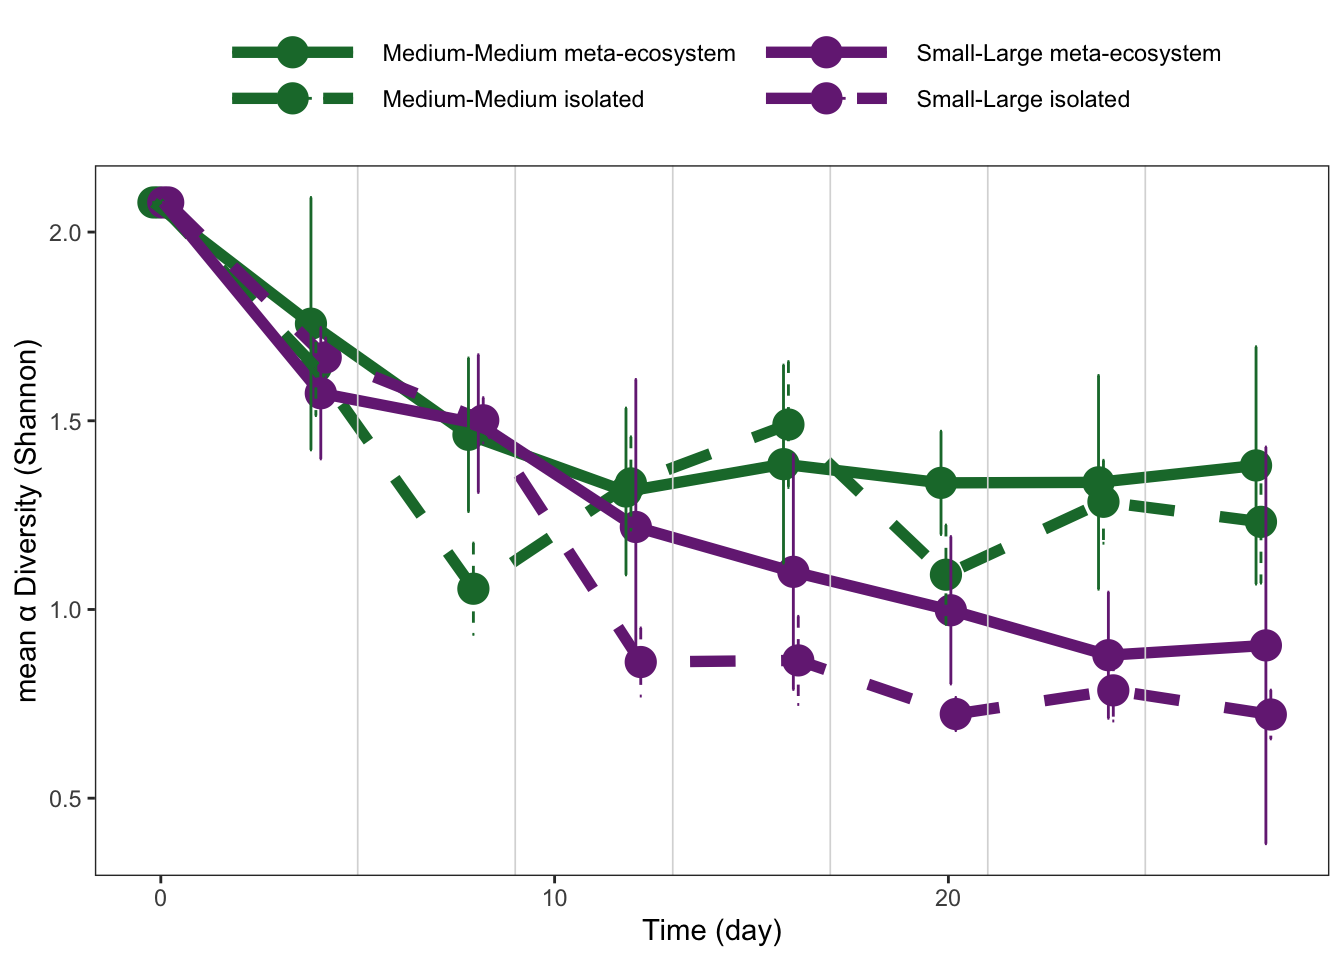 Medium-Medium meta-ecosystem
Small-Large meta-ecosystem
Medium-Medium isolated
Small-Large isolated
mean α Diversity (Shannon)
2.0
1.5
1.0
0.5
0
10
20
Time (day)